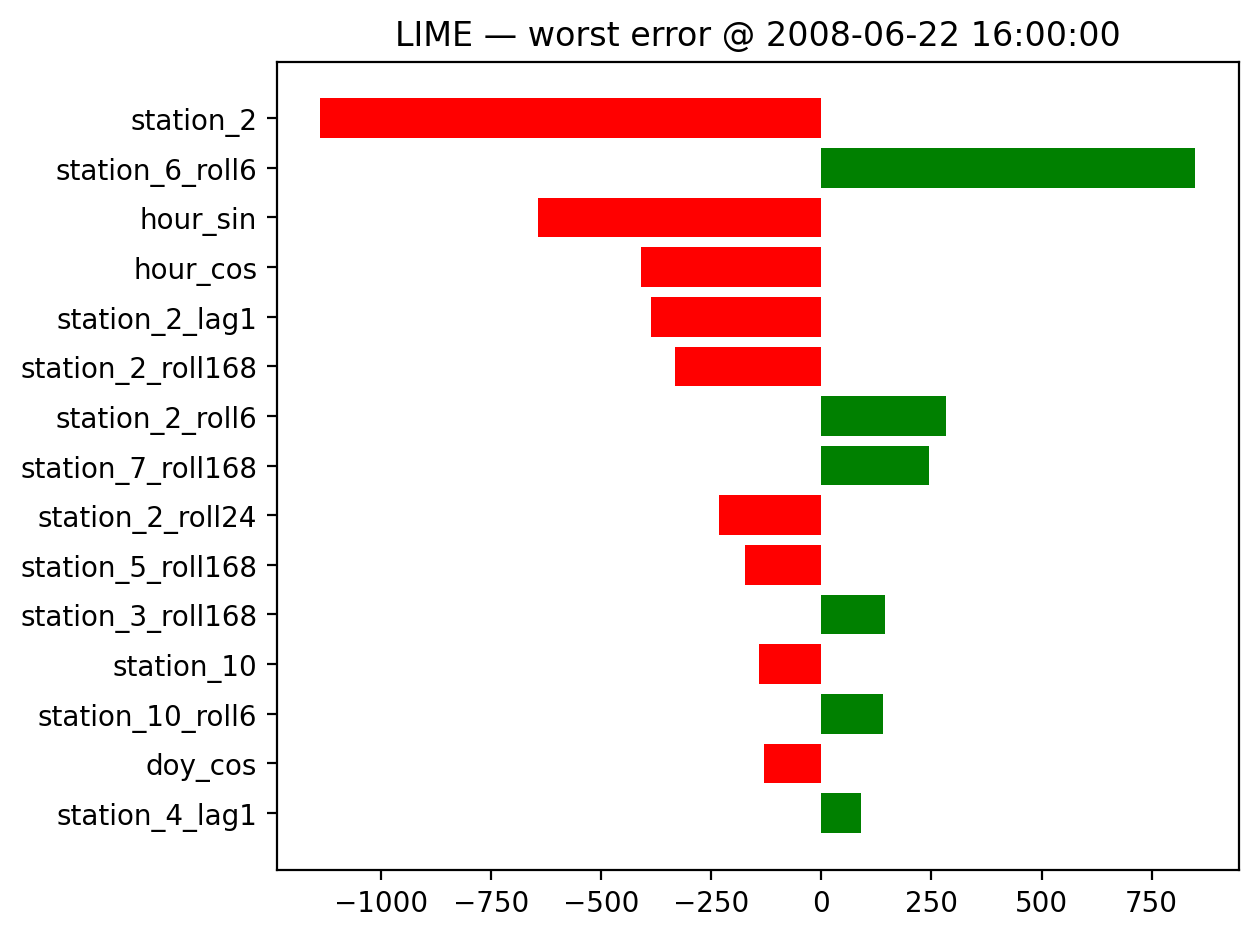 LIME — worst error @ 2008-06-22 16:00:00
station_2
station_6_roll6
hour_sin
hour_cos
station_2_lag1
station_2_roll168
station_2_roll6
station_7_roll168
station_2_roll24
station_5_roll168
station_3_roll168
station_10
station_10_roll6
doy_cos
station_4_lag1
−1000 −750 −500 −250 0 250 500 750